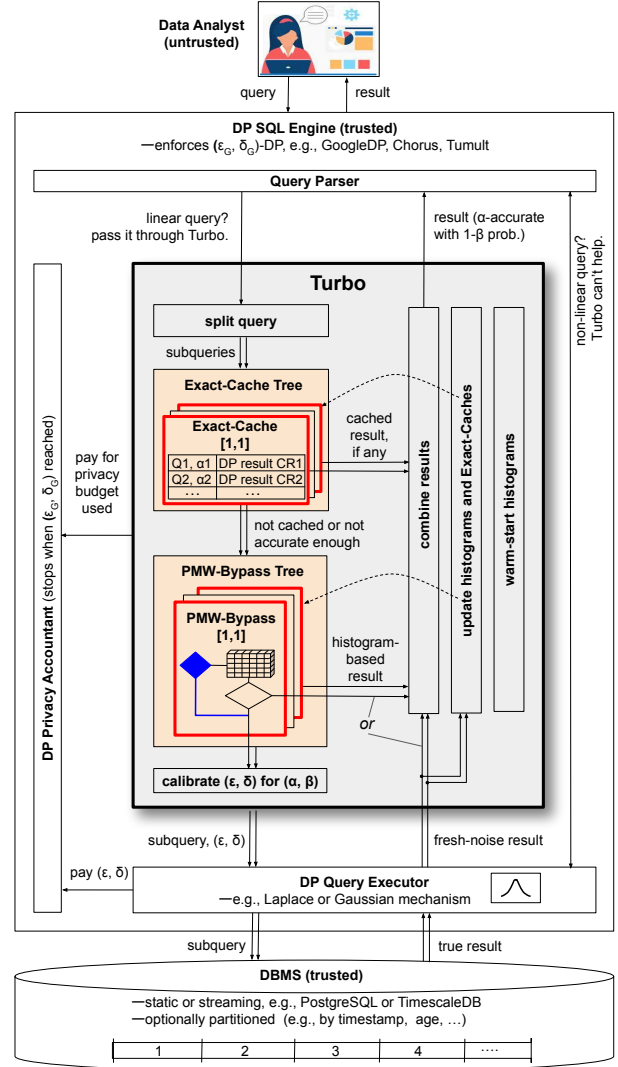 Data Analyst
(untrusted)
query
result
DP SQL Engine (trusted)
—enforces (ε_G, δ_G)-DP, e.g., GoogleDP, Chorus, Tumult
Query Parser
linear query?
pass it through Turbo.
result (α-accurate
with 1-β prob.)
non-linear query?
Turbo can't help.
Turbo
split query
subqueries
Exact-Cache Tree
Exact-Cache
[1,1]
Q1, α1 DP result CR1
Q2, α2 DP result CR2
... ...
cached
result,
if any
not cached or not
accurate enough
PMW-Bypass Tree
PMW-Bypass
[1,1]
histogram-
based
result
or
calibrate (ε, δ) for (α, β)
combine results
update histograms and Exact-Caches
warm-start histograms
pay for
privacy
budget
used
DP Privacy Accountant (stops when (ε_G, δ_G) reached)
subquery, (ε, δ)
fresh-noise result
pay (ε, δ)
DP Query Executor
—e.g., Laplace or Gaussian mechanism
subquery
true result
DBMS (trusted)
—static or streaming, e.g., PostgreSQL or TimescaleDB
—optionally partitioned (e.g., by timestamp, age, ...)
1 2 3 4 ....